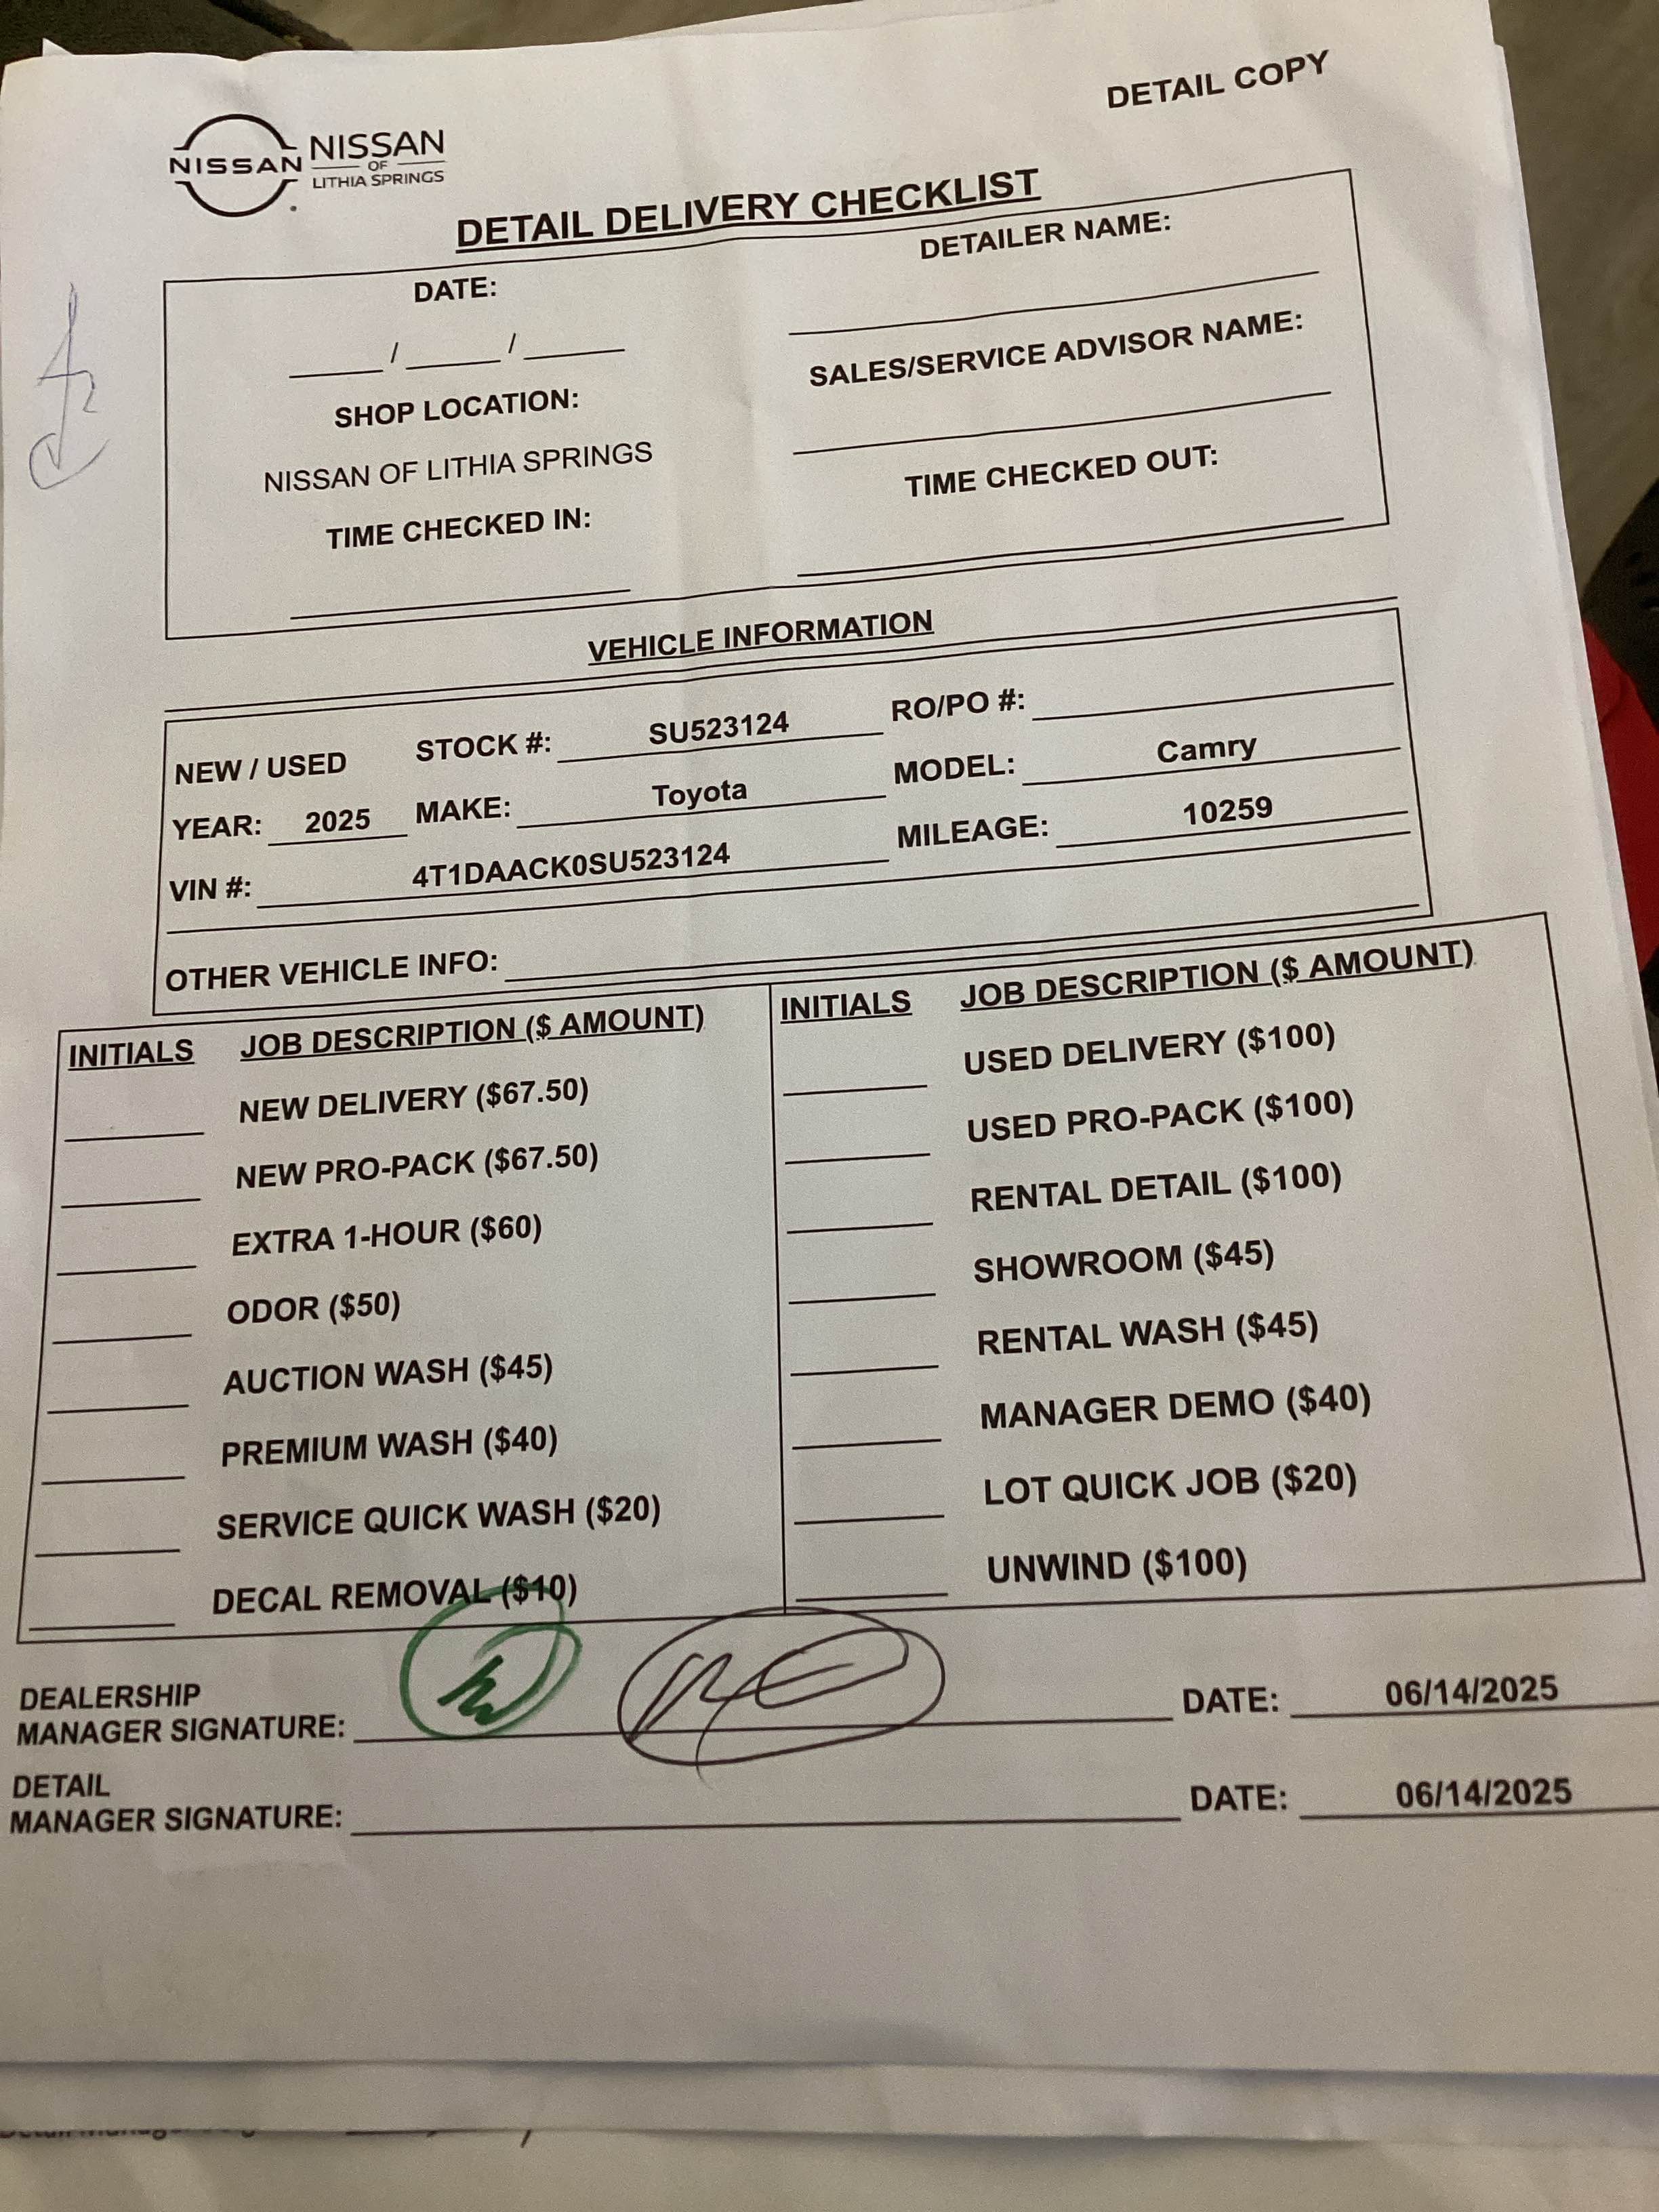 DETAIL COPY
NISSAN NISSAN
OF
LITHIA SPRINGS
DETAIL DELIVERY CHECKLIST
DATE:
DETAILER NAME:
____ / ____ / ____
SALES/SERVICE ADVISOR NAME:
SHOP LOCATION:
NISSAN OF LITHIA SPRINGS
TIME CHECKED OUT:
TIME CHECKED IN:
VEHICLE INFORMATION
NEW / USED STOCK #: SU523124 RO/PO #:
YEAR: 2025 MAKE: Toyota MODEL: Camry
VIN #: 4T1DAACK0SU523124 MILEAGE: 10259
OTHER VEHICLE INFO:
INITIALS JOB DESCRIPTION ($ AMOUNT) INITIALS JOB DESCRIPTION ($ AMOUNT)
NEW DELIVERY ($67.50) USED DELIVERY ($100)
NEW PRO-PACK ($67.50) USED PRO-PACK ($100)
EXTRA 1-HOUR ($60) RENTAL DETAIL ($100)
ODOR ($50) SHOWROOM ($45)
AUCTION WASH ($45) RENTAL WASH ($45)
PREMIUM WASH ($40) MANAGER DEMO ($40)
SERVICE QUICK WASH ($20) LOT QUICK JOB ($20)
DECAL REMOVAL ($10) UNWIND ($100)
DEALERSHIP
MANAGER SIGNATURE: DATE: 06/14/2025
DETAIL
MANAGER SIGNATURE: DATE: 06/14/2025